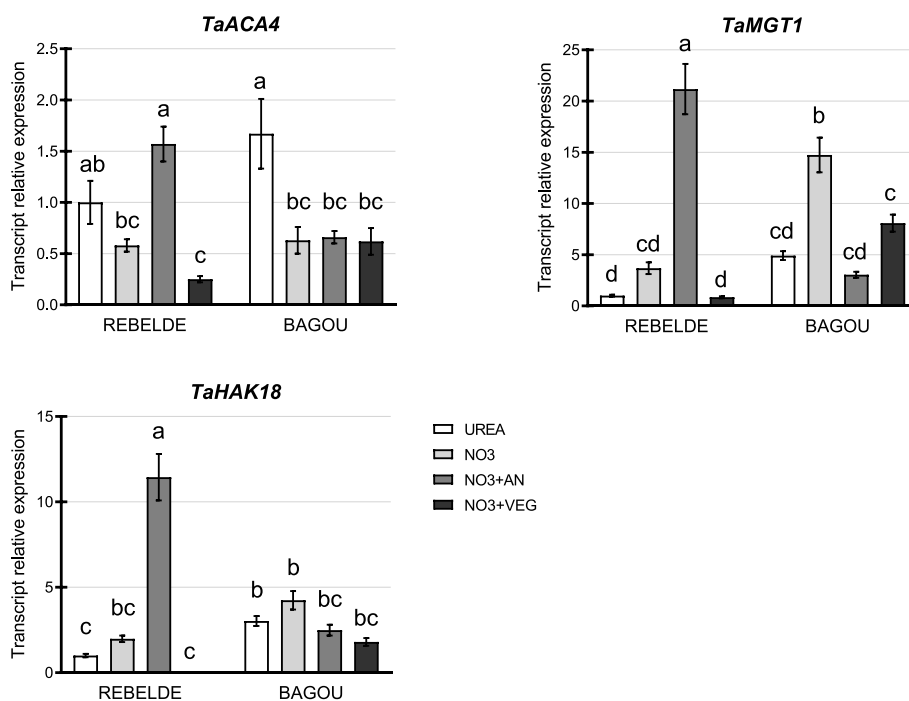 TaACA4
Transcript relative expression
2.5
2.0
1.5
1.0
0.5
0.0
ab
bc
a
c
a
bc
bc
bc
REBELDE
BAGOU
TaMGT1
Transcript relative expression
25
20
15
10
5
0
d
cd
a
d
cd
b
cd
c
REBELDE
BAGOU
TaHAK18
Transcript relative expression
15
10
5
0
c
bc
a
c
b
b
bc
bc
REBELDE
BAGOU
UREA
NO3
NO3+AN
NO3+VEG